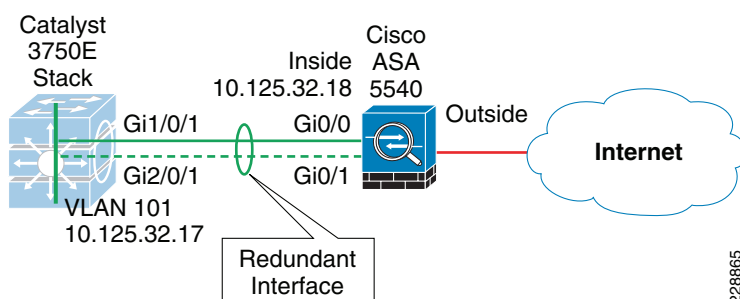 Catalyst
3750E
Stack
Inside
10.125.32.18
Cisco
ASA
5540
Gi1/0/1
Gi0/0
Outside
Internet
Gi2/0/1
Gi0/1
VLAN 101
10.125.32.17
Redundant
Interface
228865